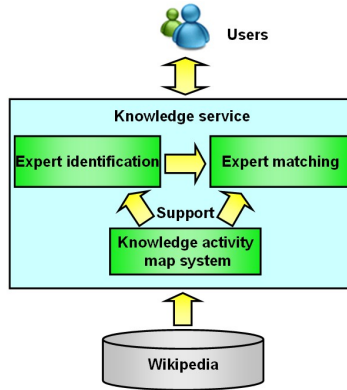 Users
Knowledge service
Expert identification
Expert matching
Support
Knowledge activity
map system
Wikipedia